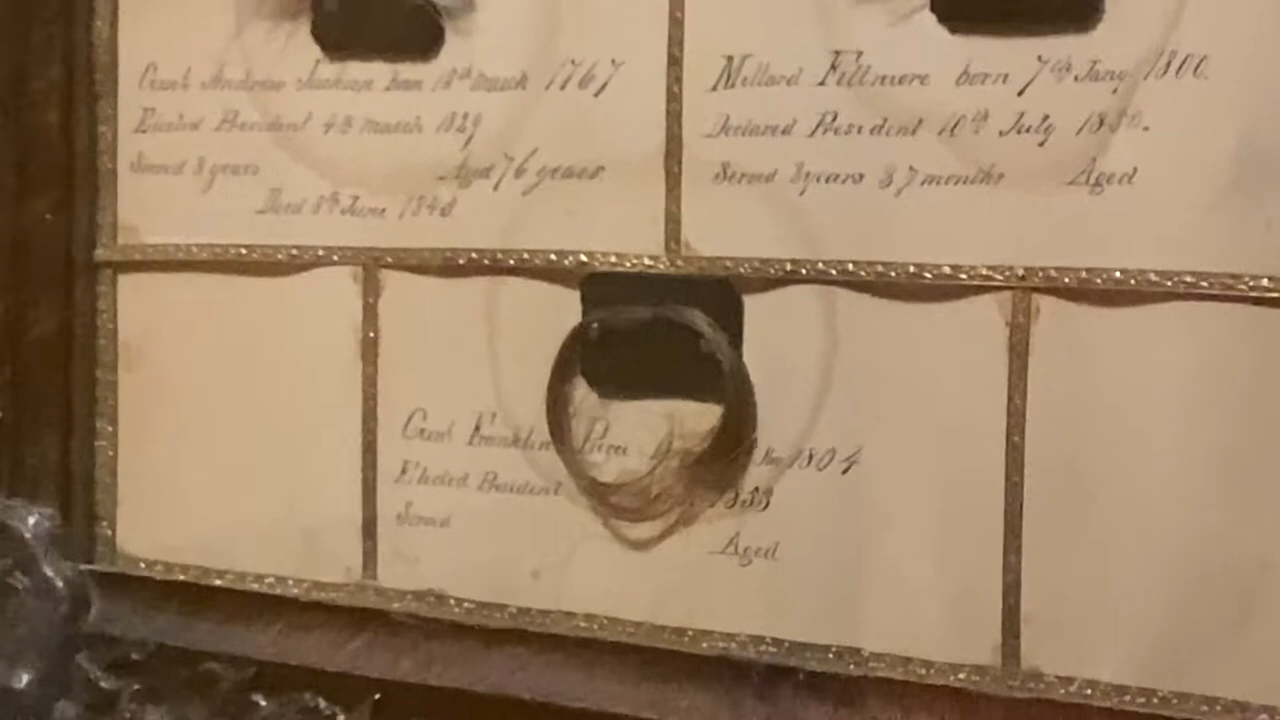 Genl Andrew Jackson born 15th march 1767
Elected President 4th march 1829
Served 8 years Aged 76 years
Died 8th June 1845
Millard Fillmore born 7th Jany 1800.
Declared President 10th July 1850.
Served 2 years & 7 months Aged
Genl Franklin 1804
Elected President 1853
Served
Aged